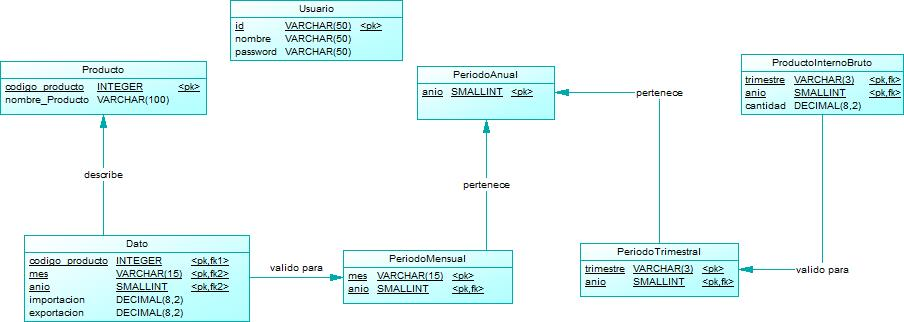 Usuario
id VARCHAR(50) <pk>
nombre VARCHAR(50)
password VARCHAR(50)
Producto
codigo_producto INTEGER <pk>
nombre_Producto VARCHAR(100)
PeriodoAnual
anio SMALLINT <pk>
ProductoInternoBruto
trimestre VARCHAR(3) <pk,fk>
anio SMALLINT <pk,fk>
cantidad DECIMAL(8,2)
pertenece
describe
pertenece
Dato
codigo_producto INTEGER <pk,fk1>
mes VARCHAR(15) <pk,fk2>
anio SMALLINT <pk,fk2>
importacion DECIMAL(8,2)
exportacion DECIMAL(8,2)
valido para
PeriodoMensual
mes VARCHAR(15) <pk>
anio SMALLINT <pk,fk>
PeriodoTrimestral
trimestre VARCHAR(3) <pk>
anio SMALLINT <pk,fk>
valido para